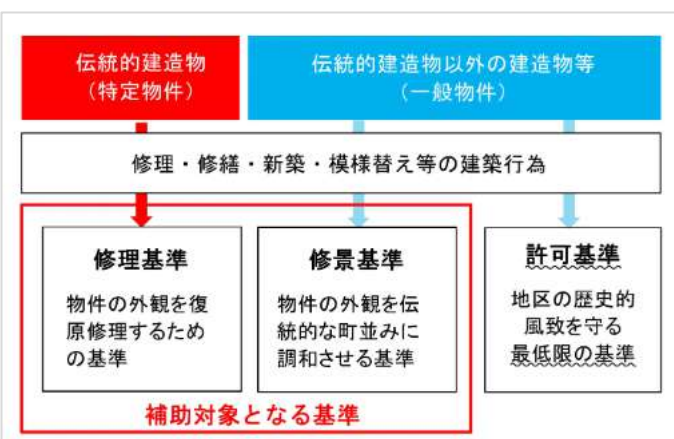 伝統的建造物
（特定物件）
伝統的建造物以外の建造物等
（一般物件）
修理・修繕・新築・模様替え等の建築行為
修理基準
物件の外観を復
原修理するため
の基準
修景基準
物件の外観を伝
統的な町並みに
調和させる基準
許可基準
地区の歴史的
風致を守る
最低限の基準
補助対象となる基準